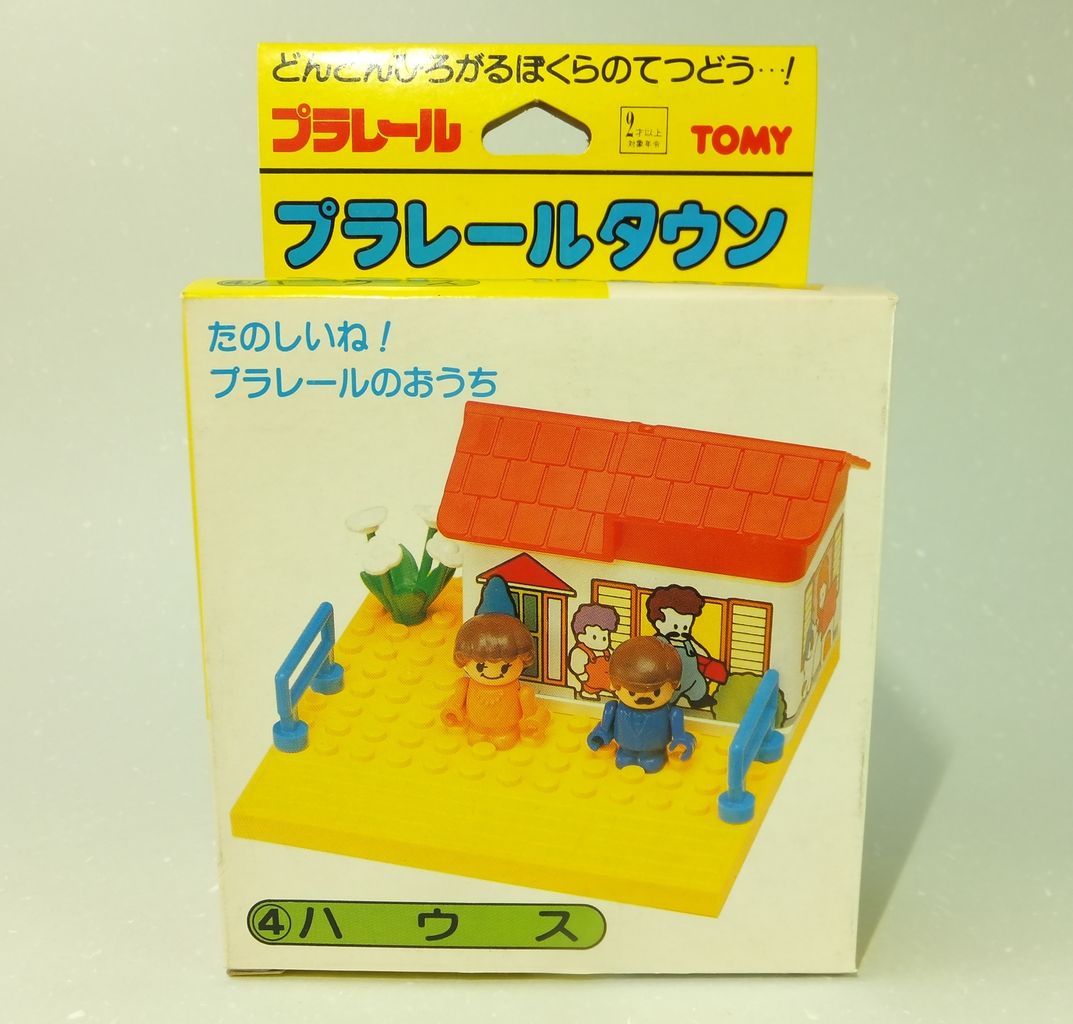 どんどんひろがるぼくらのてつどう…!
プラレール
2才以上
対象年令
TOMY
プラレールタウン
たのしいね!
プラレールのおうち
④ハウス